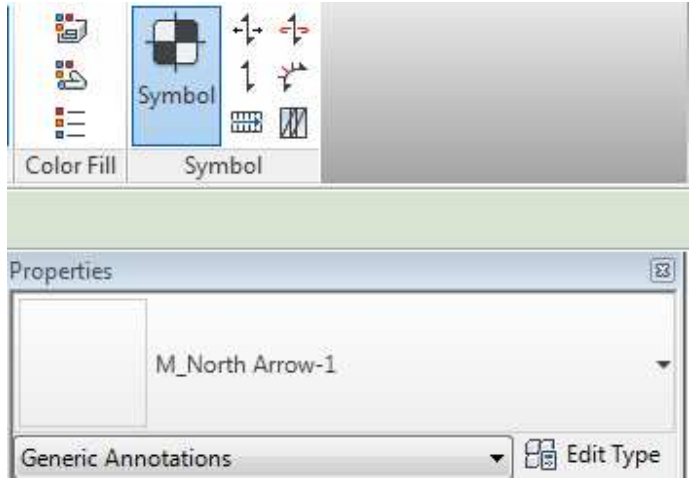 Symbol
Color Fill
Symbol
Properties
M_North Arrow-1
Generic Annotations
Edit Type